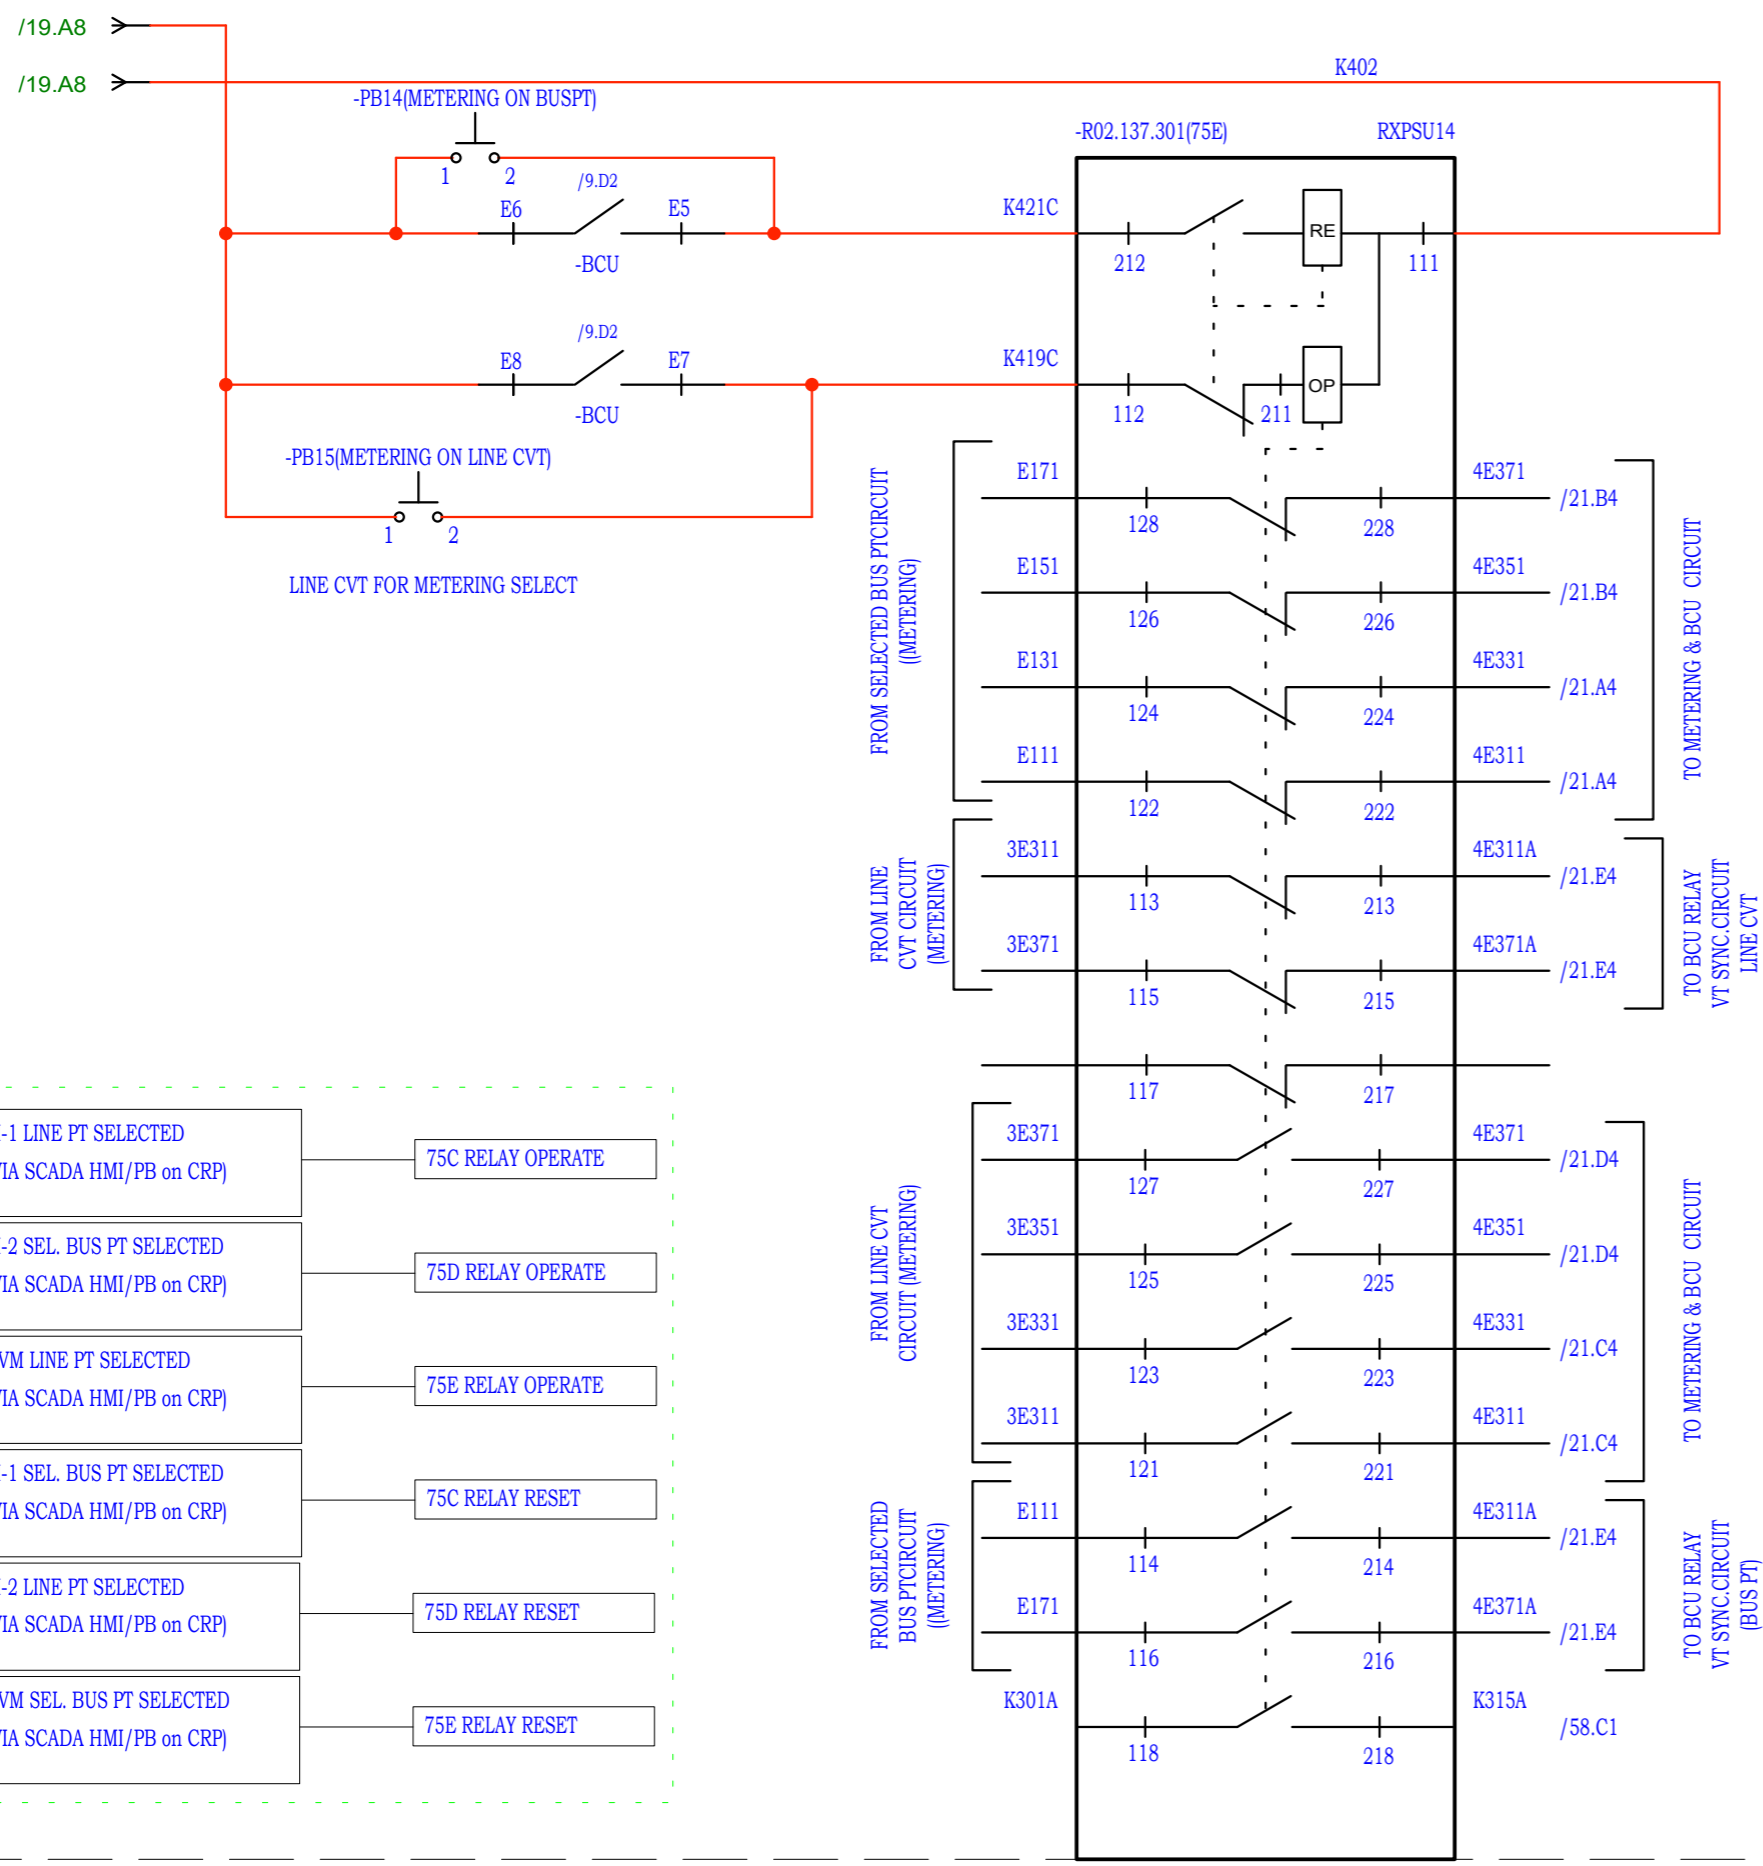 /19.A8
/19.A8
K402
-PB14(METERING ON BUSPT)
-R02.137.301(75E)
RXPSU14
1
2
/9.D2
E6
E5
K421C
RE
-BCU
212
111
/9.D2
E8
E7
K419C
OP
-BCU
112
211
-PB15(METERING ON LINE CVT)
1
2
LINE CVT FOR METERING SELECT
FROM SELECTED BUS PTCIRCUIT
((METERING)
E171
128
228
4E371
/21.B4
E151
126
226
4E351
/21.B4
E131
124
224
4E331
/21.A4
E111
122
222
4E311
/21.A4
TO METERING & BCU CIRCUIT
FROM LINE
CVT CIRCUIT
(METERING)
3E311
113
213
4E311A
/21.E4
3E371
115
215
4E371A
/21.E4
TO BCU RELAY
VT SYNC.CIRCUIT
LINE CVT
117
217
FROM LINE CVT
CIRCUIT (METERING)
3E371
127
227
4E371
/21.D4
3E351
125
225
4E351
/21.D4
3E331
123
223
4E331
/21.C4
3E311
121
221
4E311
/21.C4
TO METERING & BCU CIRCUIT
FROM SELECTED
BUS PTCIRCUIT
((METERING)
E111
114
214
4E311A
/21.E4
E171
116
216
4E371A
/21.E4
TO BCU RELAY
VT SYNC.CIRCUIT
(BUS PT)
K301A
118
218
K315A
/58.C1
-1 LINE PT SELECTED
IA SCADA HMI/PB on CRP)
75C RELAY OPERATE
-2 SEL. BUS PT SELECTED
IA SCADA HMI/PB on CRP)
75D RELAY OPERATE
VM LINE PT SELECTED
IA SCADA HMI/PB on CRP)
75E RELAY OPERATE
-1 SEL. BUS PT SELECTED
IA SCADA HMI/PB on CRP)
75C RELAY RESET
-2 LINE PT SELECTED
IA SCADA HMI/PB on CRP)
75D RELAY RESET
VM SEL. BUS PT SELECTED
IA SCADA HMI/PB on CRP)
75E RELAY RESET